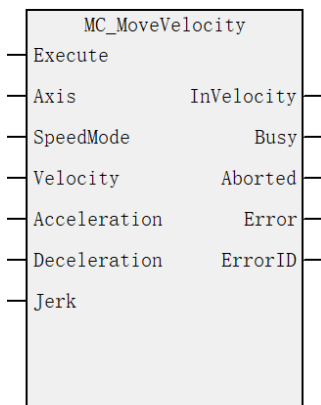 MC_MoveVelocity
Execute
Axis InVelocity
SpeedMode Busy
Velocity Aborted
Acceleration Error
Deceleration ErrorID
Jerk